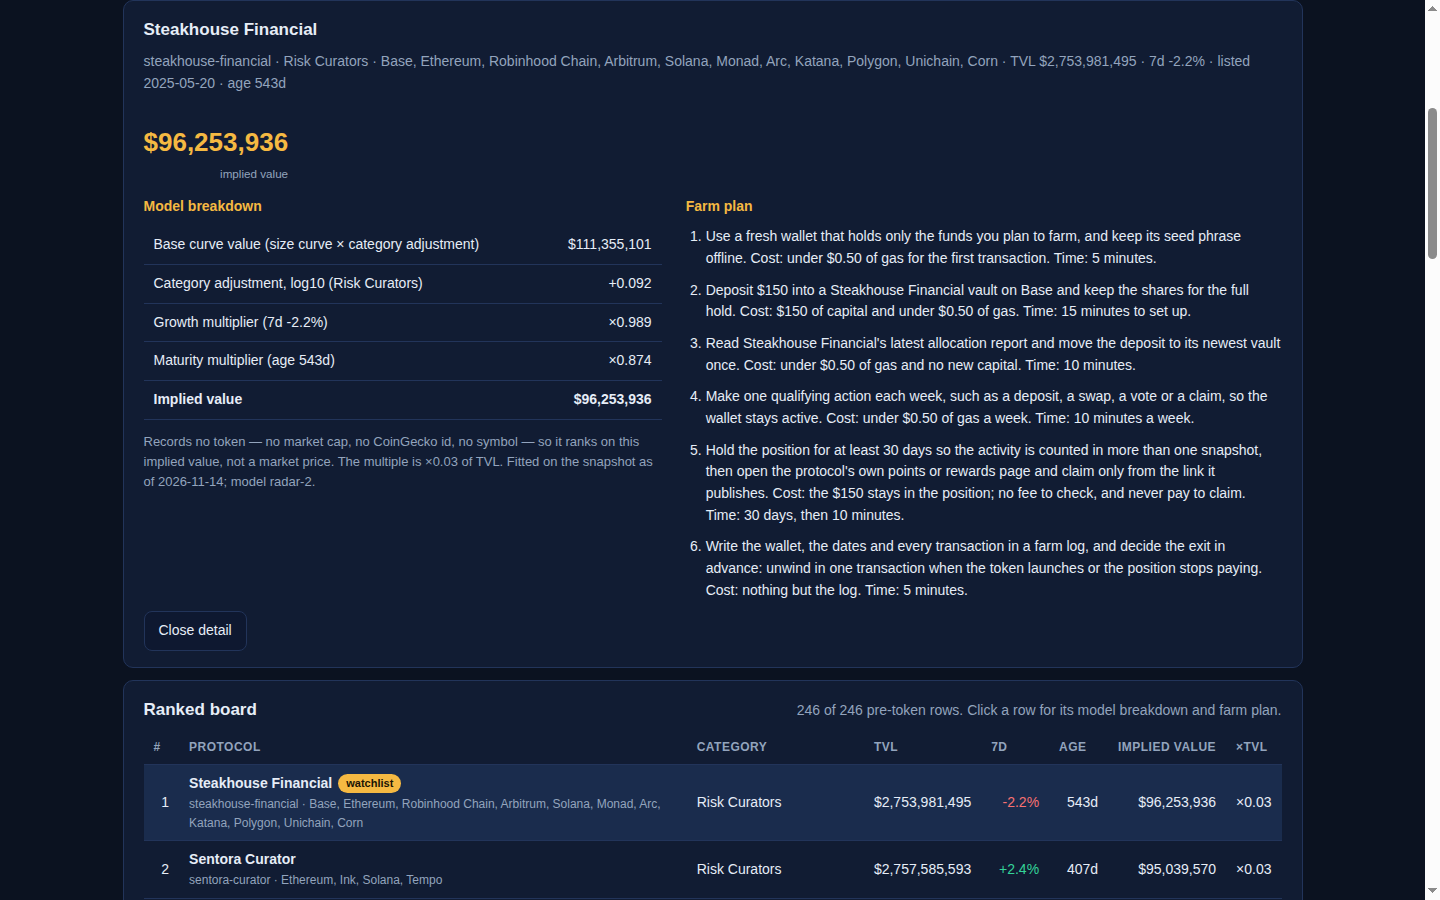 Steakhouse Financial
steakhouse-financial · Risk Curators · Base, Ethereum, Robinhood Chain, Arbitrum, Solana, Monad, Arc, Katana, Polygon, Unichain, Corn · TVL $2,753,981,495 · 7d -2.2% · listed
2025-05-20 · age 543d
$96,253,936
implied value
Model breakdown
Base curve value (size curve × category adjustment) $111,355,101
Category adjustment, log10 (Risk Curators) +0.092
Growth multiplier (7d -2.2%) ×0.989
Maturity multiplier (age 543d) ×0.874
Implied value $96,253,936
Records no token — no market cap, no CoinGecko id, no symbol — so it ranks on this
implied value, not a market price. The multiple is ×0.03 of TVL. Fitted on the snapshot as
of 2026-11-14; model radar-2.
Farm plan
1. Use a fresh wallet that holds only the funds you plan to farm, and keep its seed phrase
offline. Cost: under $0.50 of gas for the first transaction. Time: 5 minutes.
2. Deposit $150 into a Steakhouse Financial vault on Base and keep the shares for the full
hold. Cost: $150 of capital and under $0.50 of gas. Time: 15 minutes to set up.
3. Read Steakhouse Financial's latest allocation report and move the deposit to its newest vault
once. Cost: under $0.50 of gas and no new capital. Time: 10 minutes.
4. Make one qualifying action each week, such as a deposit, a swap, a vote or a claim, so the
wallet stays active. Cost: under $0.50 of gas a week. Time: 10 minutes a week.
5. Hold the position for at least 30 days so the activity is counted in more than one snapshot,
then open the protocol's own points or rewards page and claim only from the link it
publishes. Cost: the $150 stays in the position; no fee to check, and never pay to claim.
Time: 30 days, then 10 minutes.
6. Write the wallet, the dates and every transaction in a farm log, and decide the exit in
advance: unwind in one transaction when the token launches or the position stops paying.
Cost: nothing but the log. Time: 5 minutes.
Close detail
Ranked board
246 of 246 pre-token rows. Click a row for its model breakdown and farm plan.
# PROTOCOL CATEGORY TVL 7D AGE IMPLIED VALUE ×TVL
Steakhouse Financial watchlist
1 Risk Curators $2,753,981,495 -2.2% 543d $96,253,936 ×0.03
steakhouse-financial · Base, Ethereum, Robinhood Chain, Arbitrum, Solana, Monad, Arc,
Katana, Polygon, Unichain, Corn
Sentora Curator
2 Risk Curators $2,757,585,593 +2.4% 407d $95,039,570 ×0.03
sentora-curator · Ethereum, Ink, Solana, Tempo